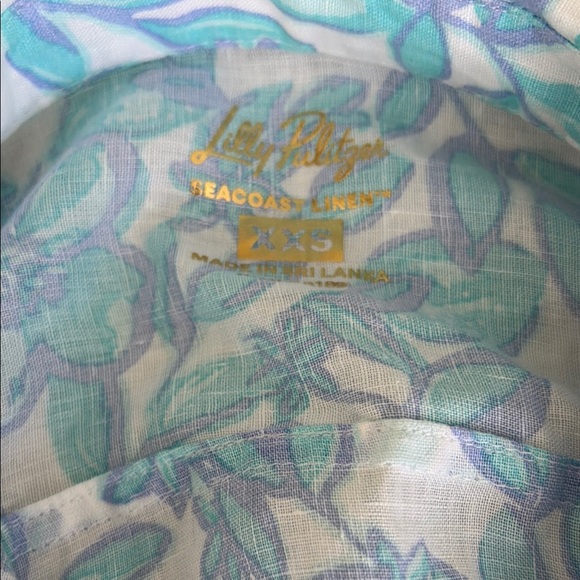 Lilly Pulitzer
SEACOAST LINEN™
XXS
MADE IN SRI LANKA